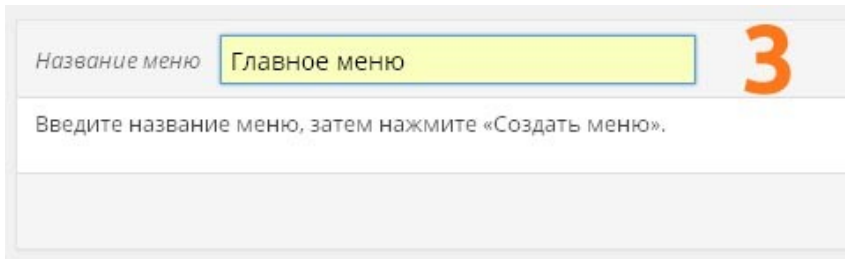 Название меню Главное меню 3
Введите название меню, затем нажмите «Создать меню».